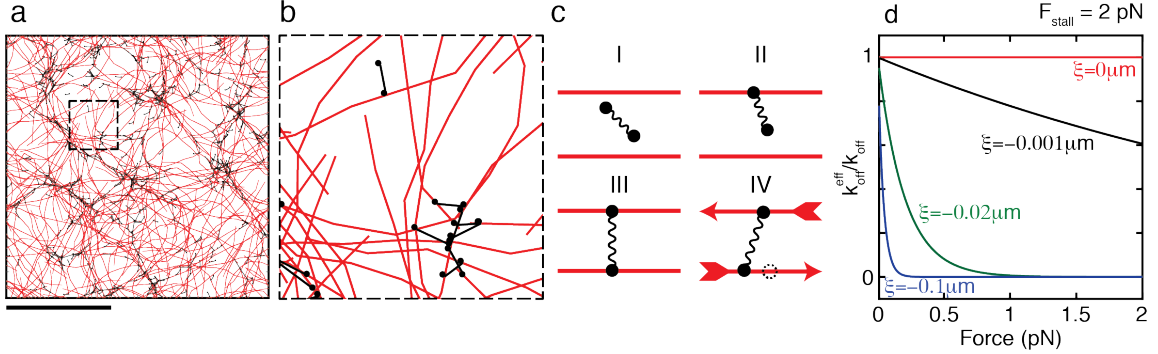 a
b
c
d
F_stall = 2 pN
I
II
III
IV
1
0
k_off^eff/k_off
ξ=0μm
ξ=-0.001μm
ξ=-0.02μm
ξ=-0.1μm
0
0.5
1
1.5
2
Force (pN)